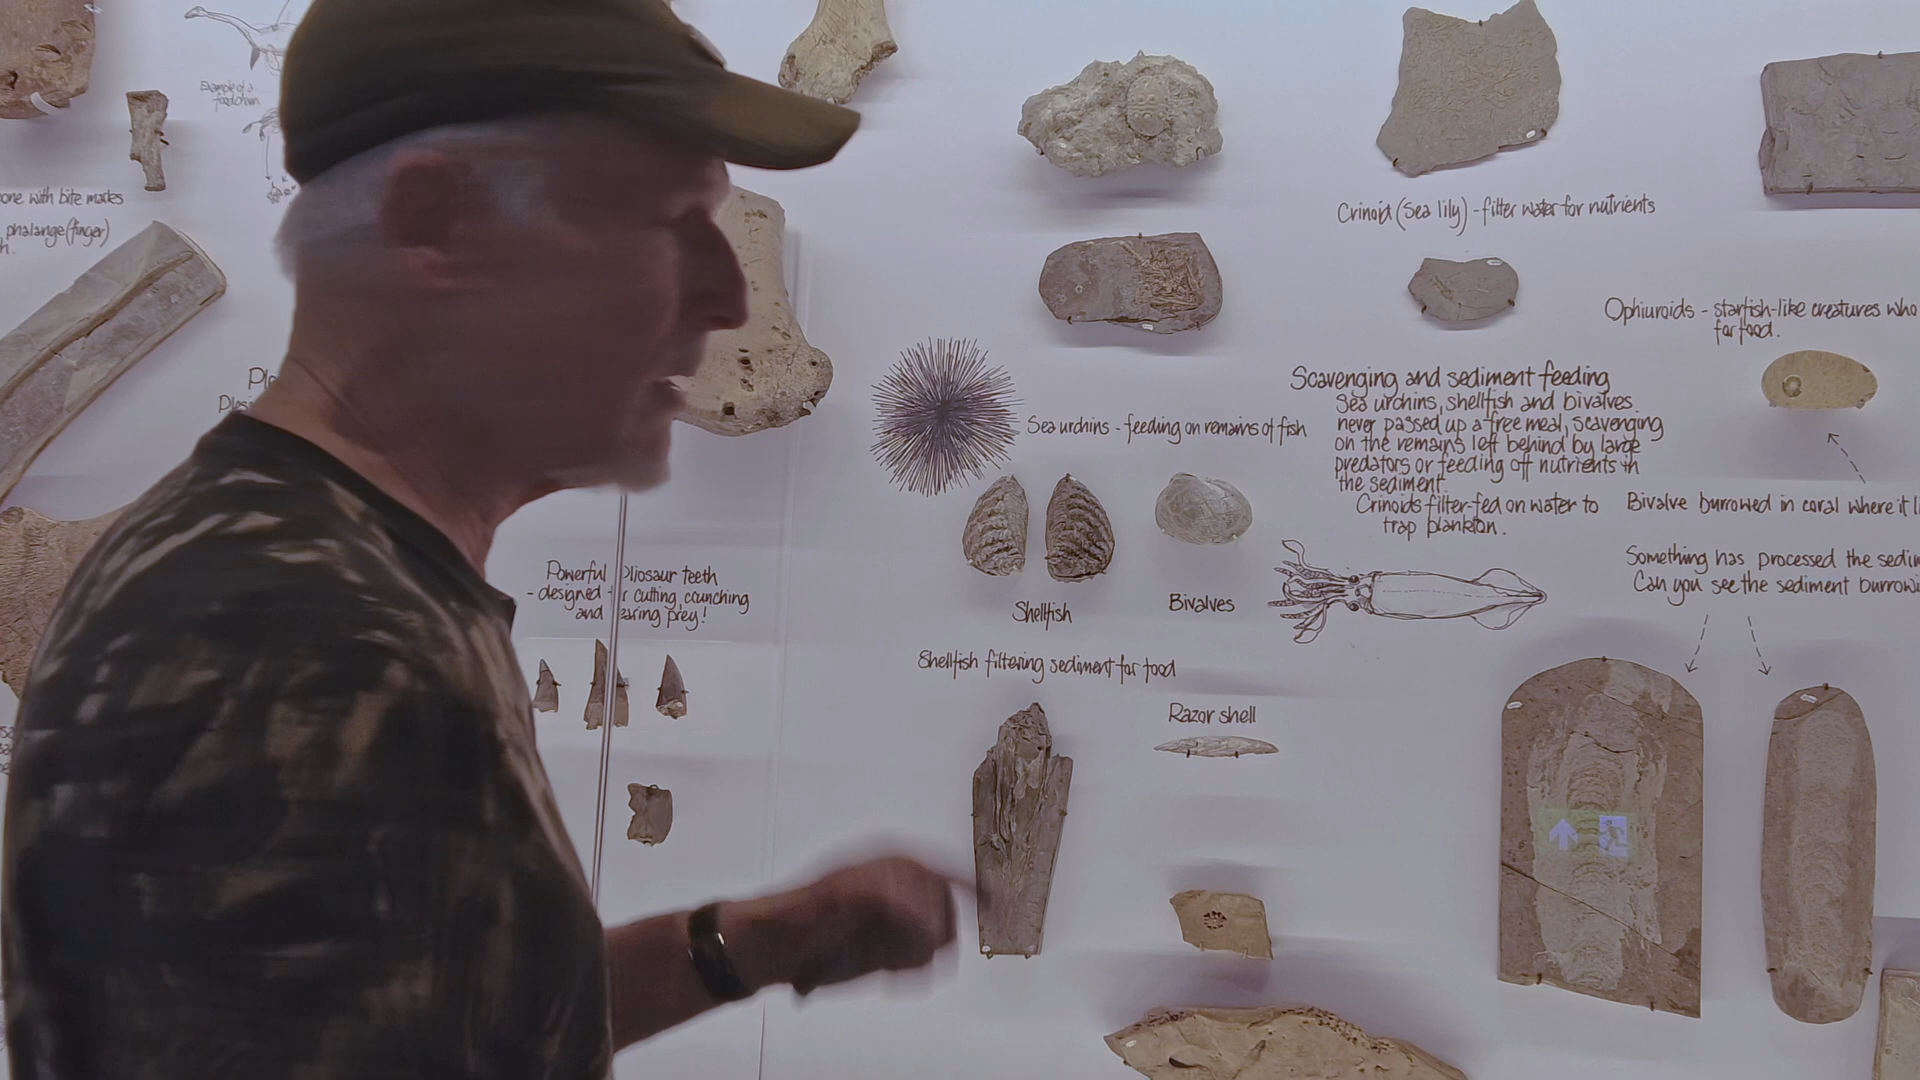 Example of a
food chain
bone with bite marks
phalange (finger)
Powerful Pliosaur teeth
- designed for cutting, crunching
and tearing prey!
Crinoid (Sea lily) - filter water for nutrients
Ophiuroids - starfish-like creatures who
for food.
Sea urchins - feeding on remains of fish
Scavenging and sediment feeding
Sea urchins, shellfish and bivalves
never passed up a free meal, scavenging
on the remains left behind by large
predators or feeding off nutrients in
the sediment.
Crinoids filter-fed on water to
trap plankton.
Bivalve burrowed in coral where it
Something has processed the
Can you see the sediment
Shellfish
Bivalves
Shellfish filtering sediment for food
Razor shell